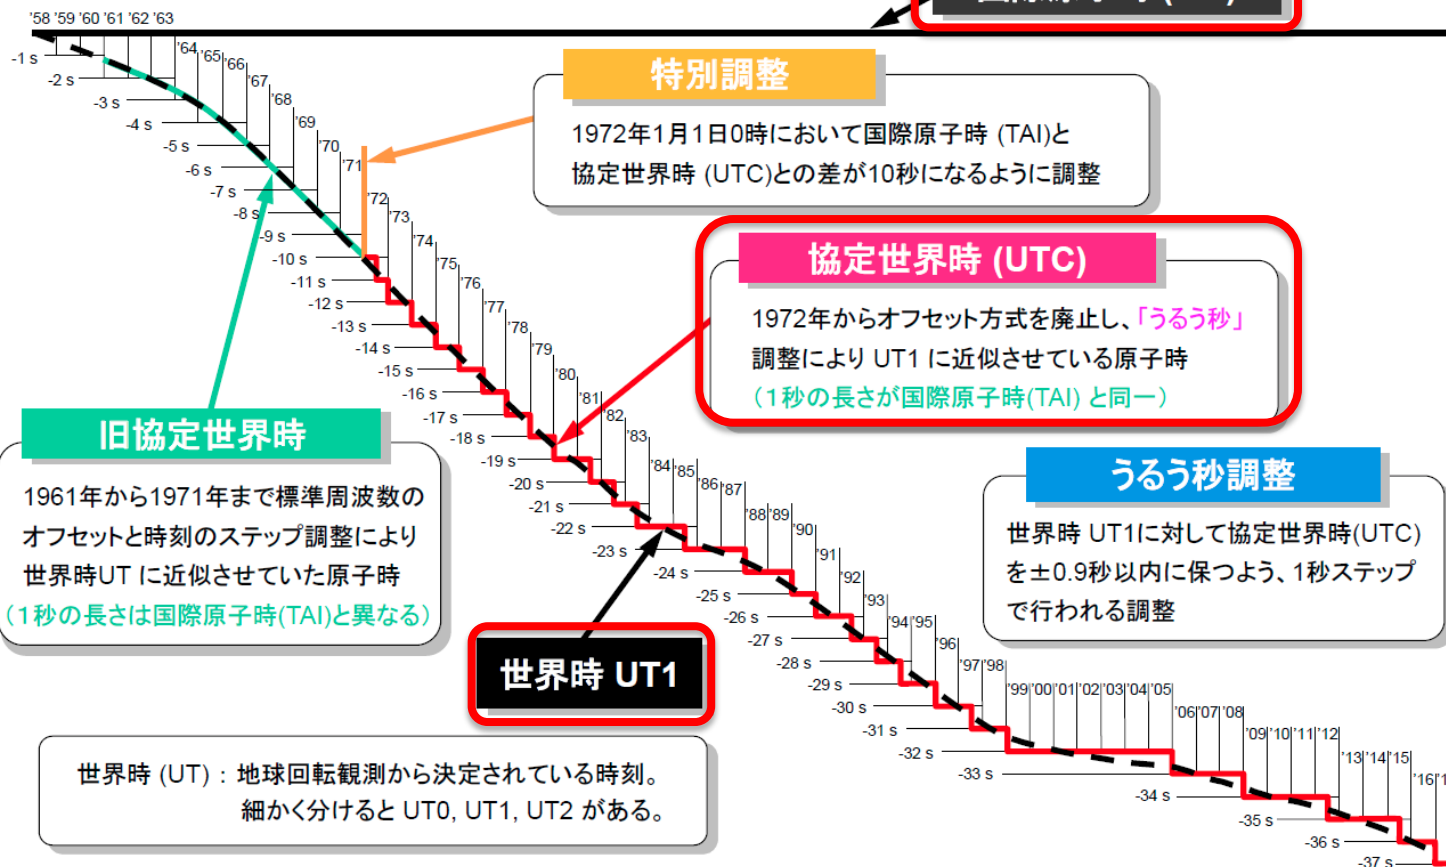 '58 '59 '60 '61 '62 '63
'64 '65 '66 '67 '68 '69 '70 '71 '72 '73 '74 '75 '76 '77 '78 '79 '80 '81 '82 '83 '84 '85 '86 '87 '88 '89 '90 '91 '92 '93 '94 '95 '96 '97 '98 '99 '00 '01 '02 '03 '04 '05 '06 '07 '08 '09 '10 '11 '12 '13 '14 '15 '16
-1 s
-2 s
-3 s
-4 s
-5 s
-6 s
-7 s
-8 s
-9 s
-10 s
-11 s
-12 s
-13 s
-14 s
-15 s
-16 s
-17 s
-18 s
-19 s
-20 s
-21 s
-22 s
-23 s
-24 s
-25 s
-26 s
-27 s
-28 s
-29 s
-30 s
-31 s
-32 s
-33 s
-34 s
-35 s
-36 s
-37 s
特別調整
1972年1月1日0時において国際原子時 (TAI)と
協定世界時 (UTC)との差が10秒になるように調整
協定世界時 (UTC)
1972年からオフセット方式を廃止し、「うるう秒」
調整により UT1 に近似させている原子時
(1秒の長さが国際原子時(TAI) と同一)
旧協定世界時
1961年から1971年まで標準周波数の
オフセットと時刻のステップ調整により
世界時UT に近似させていた原子時
(1秒の長さは国際原子時(TAI)と異なる)
うるう秒調整
世界時 UT1に対して協定世界時(UTC)
を±0.9秒以内に保つよう、1秒ステップ
で行われる調整
世界時 UT1
世界時 (UT) : 地球回転観測から決定されている時刻。
細かく分けると UT0, UT1, UT2 がある。